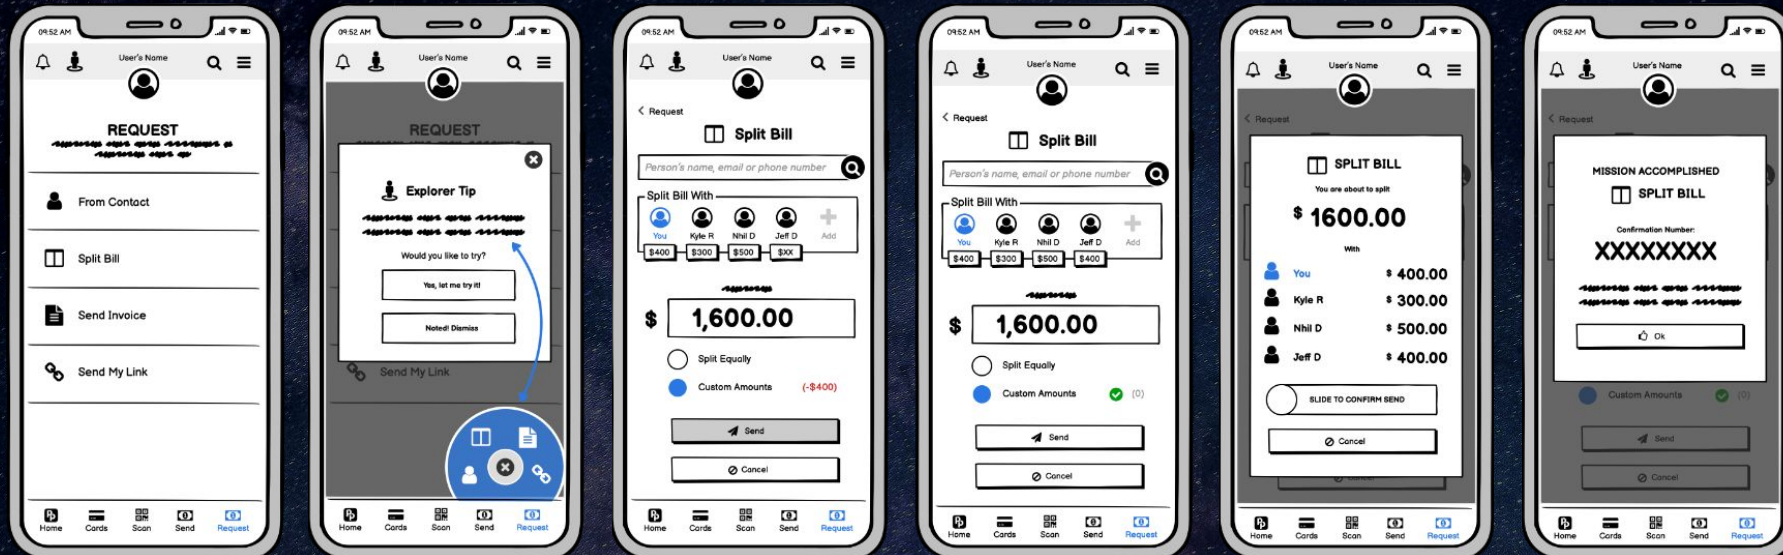 09:52 AM
User's Name
REQUEST
From Contact
Split Bill
Send Invoice
Send My Link
Home Cards Scan Send Request
09:52 AM
User's Name
REQUEST
Explorer Tip
Would you like to try?
Yes, let me try it!
Noted! Dismiss
Send My Link
Home Cards Scan Send Request
09:52 AM
User's Name
< Request
Split Bill
Person's name, email or phone number
Split Bill With
You Kyle R Nhil D Jeff D Add
$400 $300 $500 $XX
$ 1,600.00
Split Equally
Custom Amounts (-$400)
Send
Cancel
Home Cards Scan Send Request
09:52 AM
User's Name
< Request
Split Bill
Person's name, email or phone number
Split Bill With
You Kyle R Nhil D Jeff D Add
$400 $300 $500 $400
$ 1,600.00
Split Equally
Custom Amounts (0)
Send
Cancel
Home Cards Scan Send Request
09:52 AM
User's Name
< Request
SPLIT BILL
You are about to split
$ 1600.00
With
You $ 400.00
Kyle R $ 300.00
Nhil D $ 500.00
Jeff D $ 400.00
SLIDE TO CONFIRM SEND
Cancel
Home Cards Scan Send Request
09:52 AM
User's Name
< Request
MISSION ACCOMPLISHED
SPLIT BILL
Confirmation Number:
XXXXXXXX
Ok
Custom Amounts (0)
Send
Cancel
Home Cards Scan Send Request